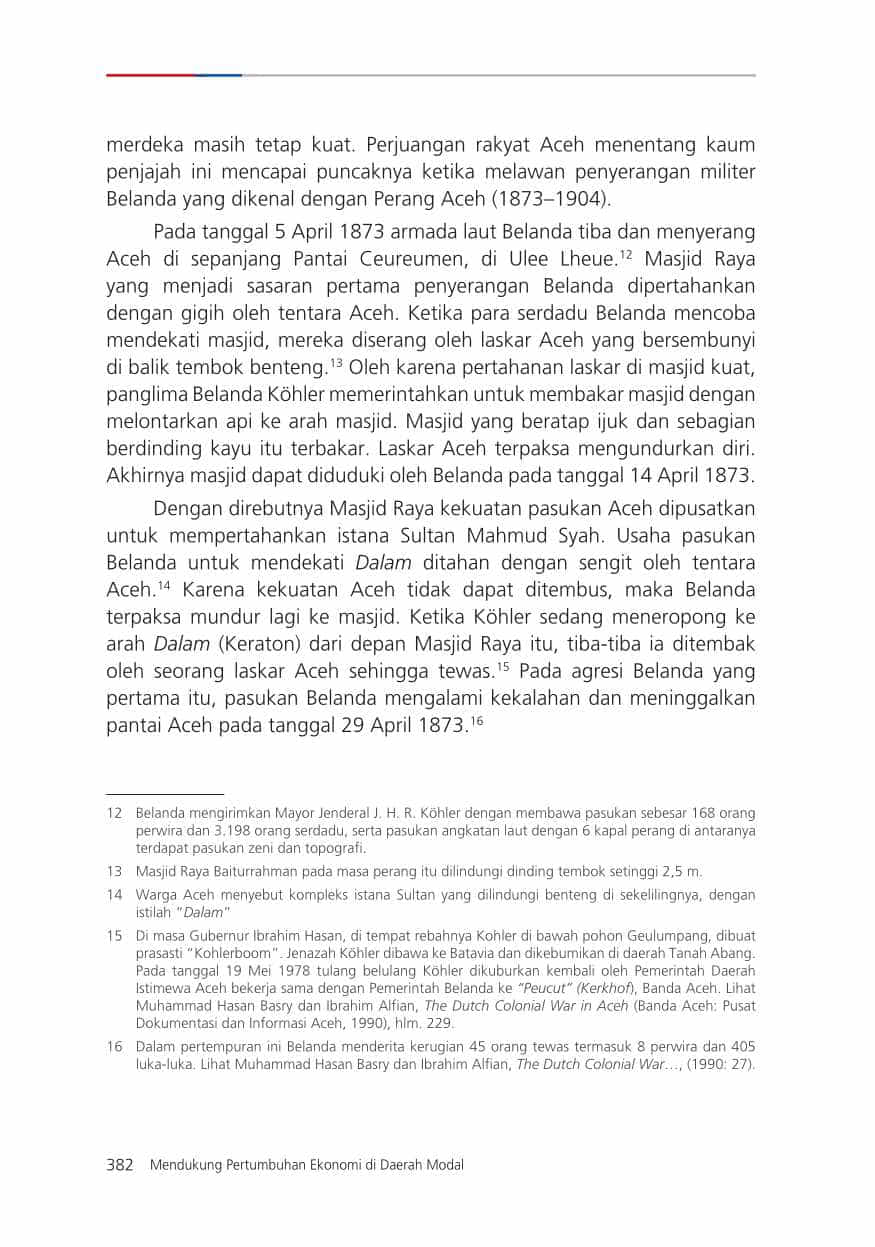 merdeka masih tetap kuat. Perjuangan rakyat Aceh menentang kaum
penjajah ini mencapai puncaknya ketika melawan penyerangan militer
Belanda yang dikenal dengan Perang Aceh (1873–1904).
Pada tanggal 5 April 1873 armada laut Belanda tiba dan menyerang
Aceh di sepanjang Pantai Ceureumen, di Ulee Lheue.12 Masjid Raya
yang menjadi sasaran pertama penyerangan Belanda dipertahankan
dengan gigih oleh tentara Aceh. Ketika para serdadu Belanda mencoba
mendekati masjid, mereka diserang oleh laskar Aceh yang bersembunyi
di balik tembok benteng.13 Oleh karena pertahanan laskar di masjid kuat,
panglima Belanda Köhler memerintahkan untuk membakar masjid dengan
melontarkan api ke arah masjid. Masjid yang beratap ijuk dan sebagian
berdinding kayu itu terbakar. Laskar Aceh terpaksa mengundurkan diri.
Akhirnya masjid dapat diduduki oleh Belanda pada tanggal 14 April 1873.
Dengan direbutnya Masjid Raya kekuatan pasukan Aceh dipusatkan
untuk mempertahankan istana Sultan Mahmud Syah. Usaha pasukan
Belanda untuk mendekati Dalam ditahan dengan sengit oleh tentara
Aceh.14 Karena kekuatan Aceh tidak dapat ditembus, maka Belanda
terpaksa mundur lagi ke masjid. Ketika Köhler sedang meneropong ke
arah Dalam (Keraton) dari depan Masjid Raya itu, tiba-tiba ia ditembak
oleh seorang laskar Aceh sehingga tewas.15 Pada agresi Belanda yang
pertama itu, pasukan Belanda mengalami kekalahan dan meninggalkan
pantai Aceh pada tanggal 29 April 1873.16
12 Belanda mengirimkan Mayor Jenderal J. H. R. Köhler dengan membawa pasukan sebesar 168 orang
perwira dan 3.198 orang serdadu, serta pasukan angkatan laut dengan 6 kapal perang di antaranya
terdapat pasukan zeni dan topografi.
13 Masjid Raya Baiturrahman pada masa perang itu dilindungi dinding tembok setinggi 2,5 m.
14 Warga Aceh menyebut kompleks istana Sultan yang dilindungi benteng di sekelilingnya, dengan
istilah “Dalam”
15 Di masa Gubernur Ibrahim Hasan, di tempat rebahnya Kohler di bawah pohon Geulumpang, dibuat
prasasti “Kohlerboom”. Jenazah Köhler dibawa ke Batavia dan dikebumikan di daerah Tanah Abang.
Pada tanggal 19 Mei 1978 tulang belulang Köhler dikuburkan kembali oleh Pemerintah Daerah
Istimewa Aceh bekerja sama dengan Pemerintah Belanda ke “Peucut” (Kerkhof), Banda Aceh. Lihat
Muhammad Hasan Basry dan Ibrahim Alfian, The Dutch Colonial War in Aceh (Banda Aceh: Pusat
Dokumentasi dan Informasi Aceh, 1990), hlm. 229.
16 Dalam pertempuran ini Belanda menderita kerugian 45 orang tewas termasuk 8 perwira dan 405
luka-luka. Lihat Muhammad Hasan Basry dan Ibrahim Alfian, The Dutch Colonial War…, (1990: 27).
382 Mendukung Pertumbuhan Ekonomi di Daerah Modal